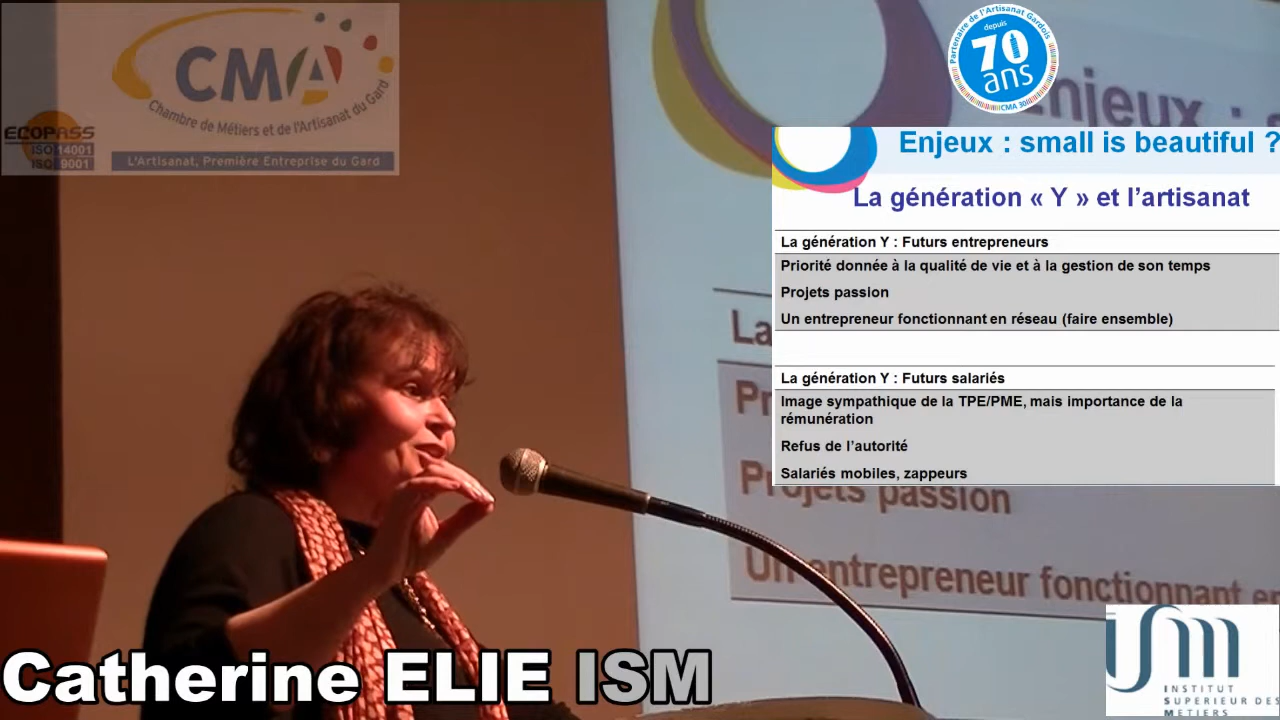 CMA
Chambre de Métiers et de l'Artisanat du Gard
ECOPASS
ISO 14001
ISO 9001
L'Artisanat, Première Entreprise du Gard
Partenaire de l'Artisanat Gardois
depuis
70
ans
CMA 30
Enjeux : s
Enjeux : small is beautiful ?
La génération « Y » et l'artisanat
La génération Y : Futurs entrepreneurs
Priorité donnée à la qualité de vie et à la gestion de son temps
Projets passion
Un entrepreneur fonctionnant en réseau (faire ensemble)
La génération Y : Futurs salariés
Image sympathique de la TPE/PME, mais importance de la
rémunération
Refus de l'autorité
Salariés mobiles, zappeurs
La
Pr
Projets passion
Un entrepreneur fonctionnant en
ism
INSTITUT
SUPERIEUR DES
METIERS
Catherine ELIE ISM